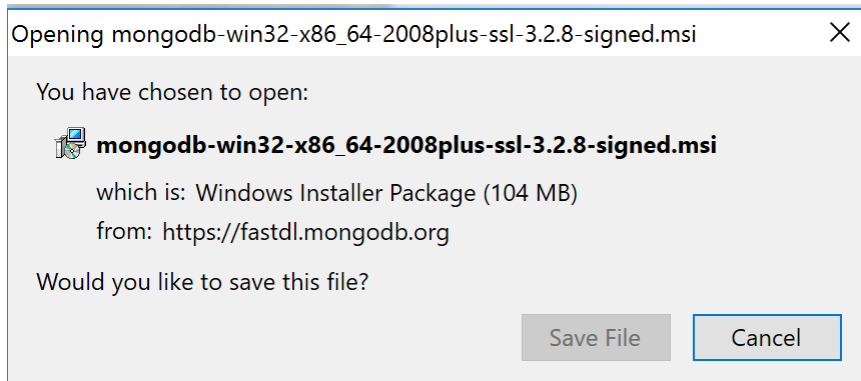 Opening mongodb-win32-x86_64-2008plus-ssl-3.2.8-signed.msi
You have chosen to open:
mongodb-win32-x86_64-2008plus-ssl-3.2.8-signed.msi
which is: Windows Installer Package (104 MB)
from: https://fastdl.mongodb.org
Would you like to save this file?
Save File Cancel